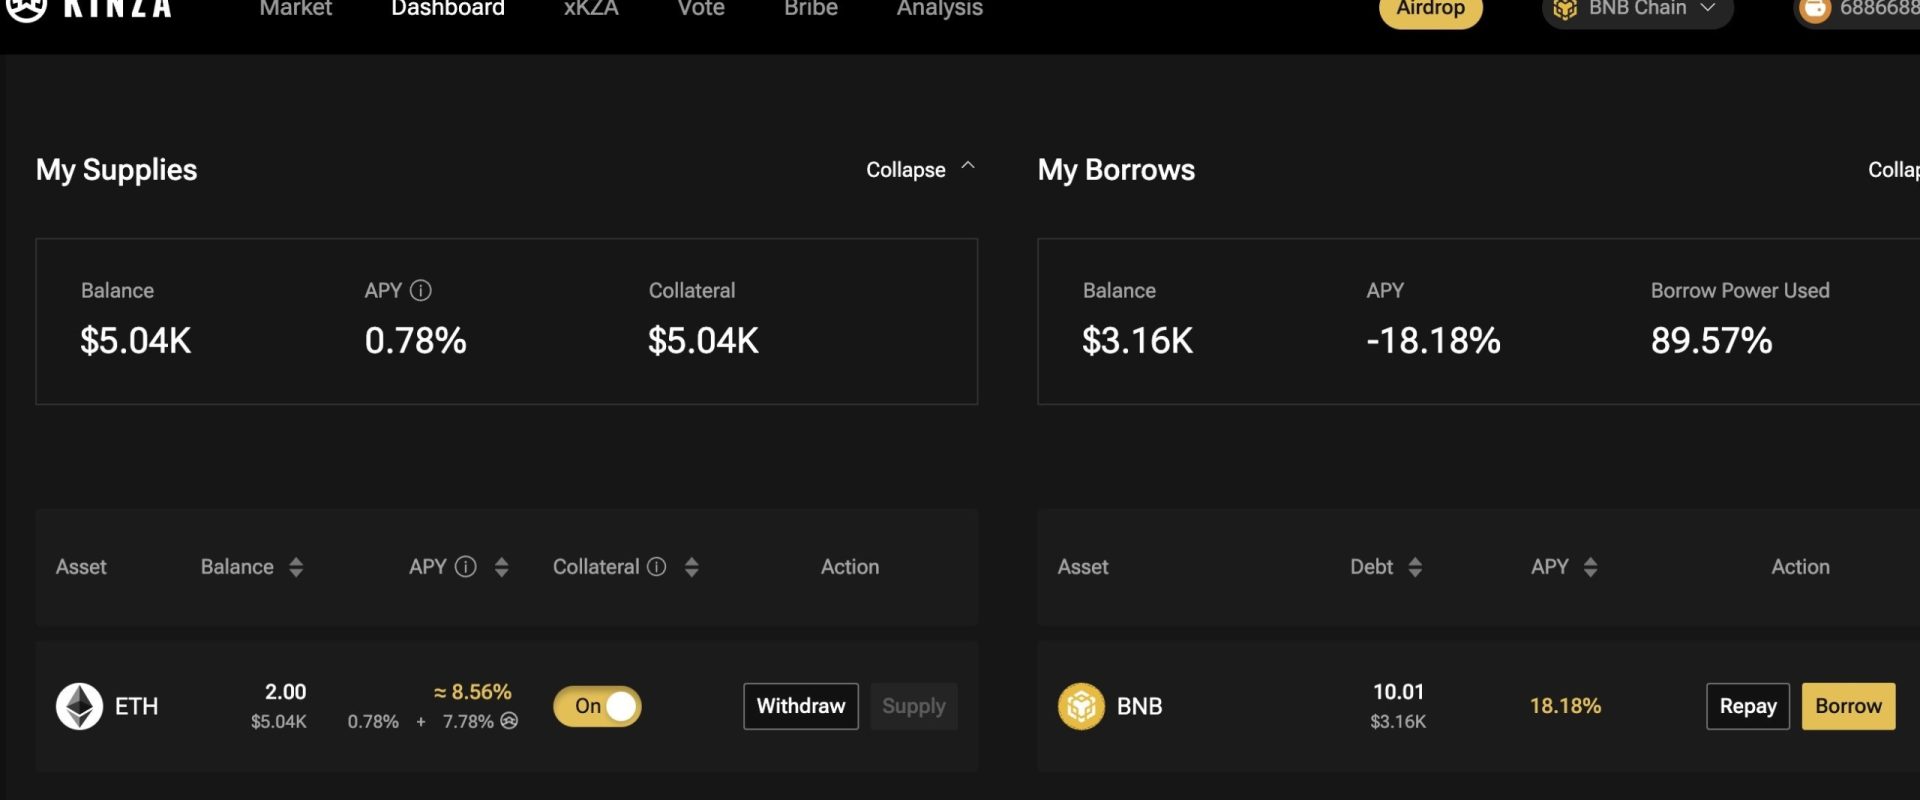 KINZA Market Dashboard xKZA Vote Bribe Analysis Airdrop BNB Chain 6886688
My Supplies Collapse
Balance APY Collateral
$5.04K 0.78% $5.04K
Asset Balance APY Collateral Action
ETH 2.00 ≈ 8.56% On Withdraw Supply
$5.04K 0.78% + 7.78%
My Borrows Collap
Balance APY Borrow Power Used
$3.16K -18.18% 89.57%
Asset Debt APY Action
BNB 10.01 18.18% Repay Borrow
$3.16K